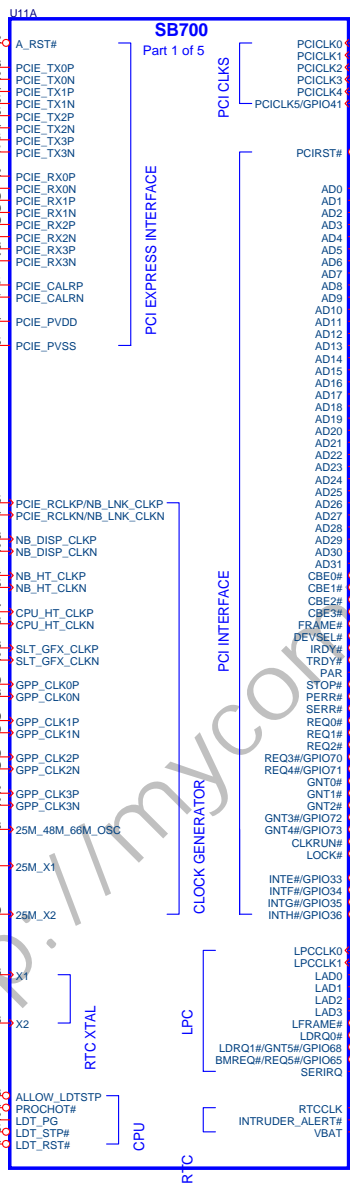 U11A
SB700
Part 1 of 5
A_RST#
PCIE_TX0P
PCIE_TX0N
PCIE_TX1P
PCIE_TX1N
PCIE_TX2P
PCIE_TX2N
PCIE_TX3P
PCIE_TX3N
PCIE_RX0P
PCIE_RX0N
PCIE_RX1P
PCIE_RX1N
PCIE_RX2P
PCIE_RX2N
PCIE_RX3P
PCIE_RX3N
PCIE_CALRP
PCIE_CALRN
PCIE_PVDD
PCIE_PVSS
PCI EXPRESS INTERFACE
PCIE_RCLKP/NB_LNK_CLKP
PCIE_RCLKN/NB_LNK_CLKN
NB_DISP_CLKP
NB_DISP_CLKN
NB_HT_CLKP
NB_HT_CLKN
CPU_HT_CLKP
CPU_HT_CLKN
SLT_GFX_CLKP
SLT_GFX_CLKN
GPP_CLK0P
GPP_CLK0N
GPP_CLK1P
GPP_CLK1N
GPP_CLK2P
GPP_CLK2N
GPP_CLK3P
GPP_CLK3N
25M_48M_66M_OSC
25M_X1
25M_X2
CLOCK GENERATOR
X1
X2
RTC XTAL
ALLOW_LDTSTP
PROCHOT#
LDT_PG
LDT_STP#
LDT_RST#
CPU
PCI CLKS
PCICLK0
PCICLK1
PCICLK2
PCICLK3
PCICLK4
PCICLK5/GPIO41
PCI INTERFACE
PCIRST#
AD0
AD1
AD2
AD3
AD4
AD5
AD6
AD7
AD8
AD9
AD10
AD11
AD12
AD13
AD14
AD15
AD16
AD17
AD18
AD19
AD20
AD21
AD22
AD23
AD24
AD25
AD26
AD27
AD28
AD29
AD30
AD31
CBE0#
CBE1#
CBE2#
CBE3#
FRAME#
DEVSEL#
IRDY#
TRDY#
PAR
STOP#
PERR#
SERR#
REQ0#
REQ1#
REQ2#
REQ3#/GPIO70
REQ4#/GPIO71
GNT0#
GNT1#
GNT2#
GNT3#/GPIO72
GNT4#/GPIO73
CLKRUN#
LOCK#
INTE#/GPIO33
INTF#/GPIO34
INTG#/GPIO35
INTH#/GPIO36
LPC
LPCCLK0
LPCCLK1
LAD0
LAD1
LAD2
LAD3
LFRAME#
LDRQ0#
LDRQ1#/GNT5#/GPIO68
BMREQ#/REQ5#/GPIO65
SERIRQ
RTC
RTCCLK
INTRUDER_ALERT#
VBAT
p://mycom